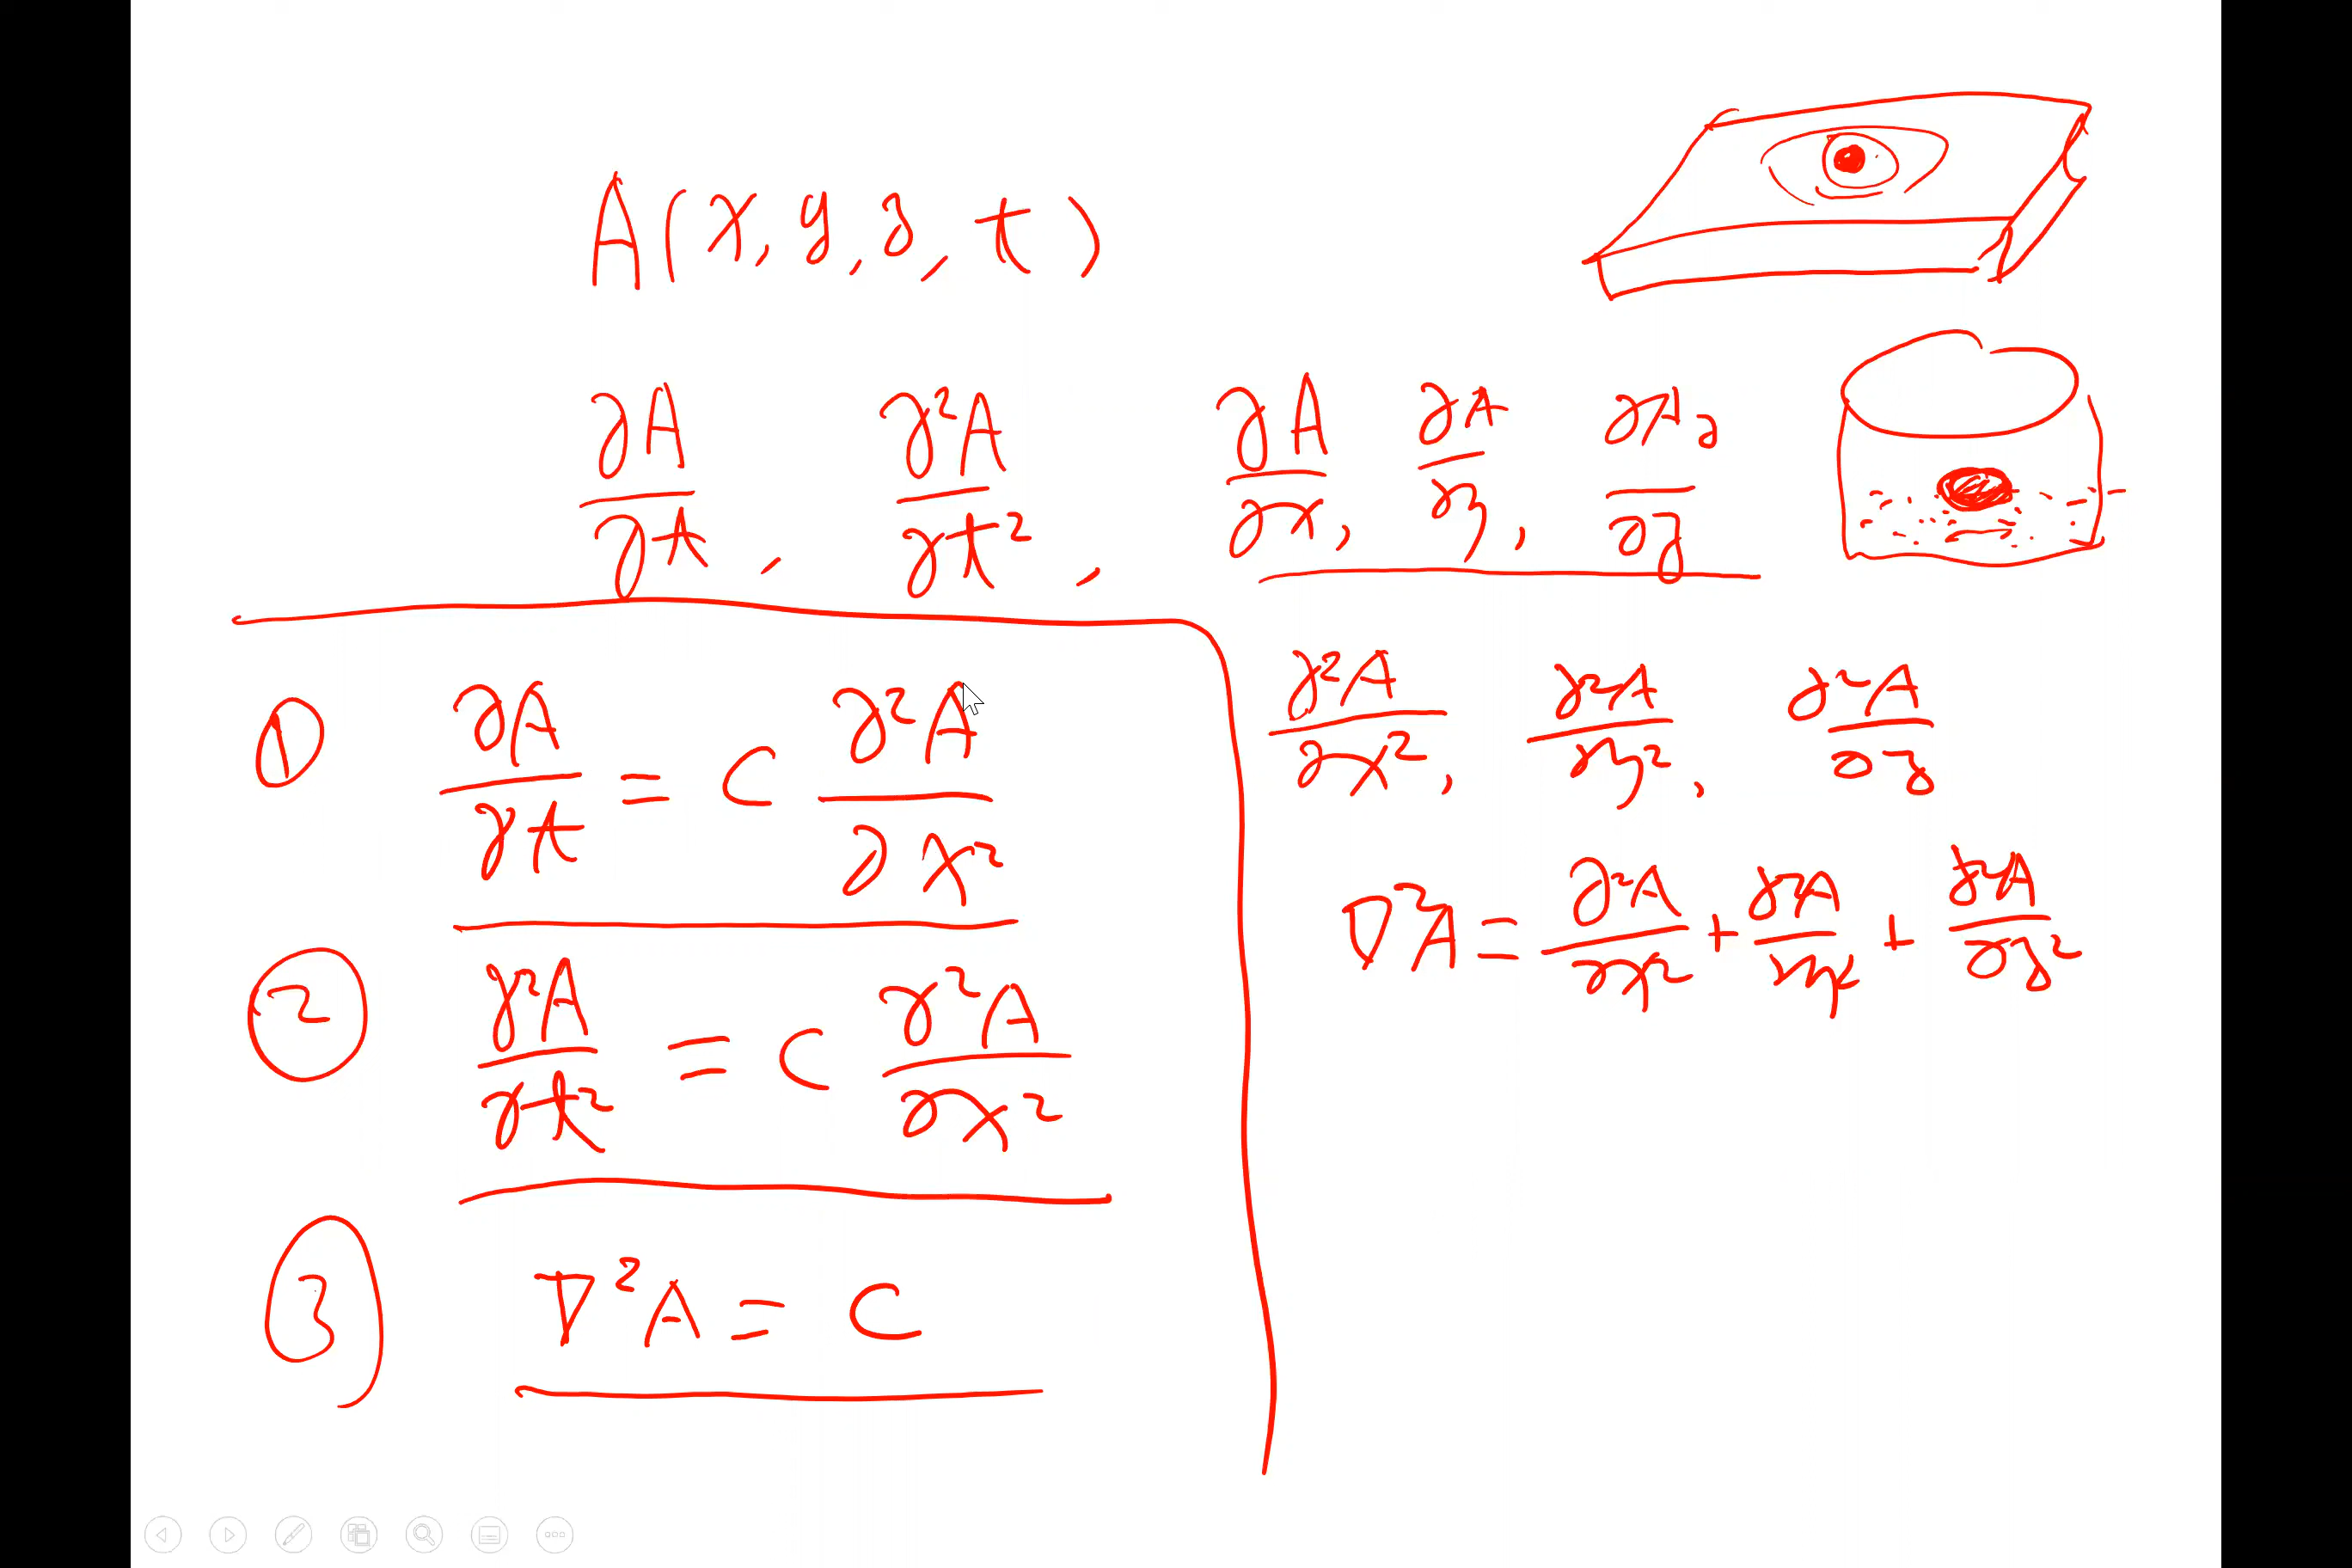 A(x, y, z, t)
∂A/∂t , ∂²A/∂t² , ∂A/∂x , ∂A/∂y , ∂A/∂z
∂²A/∂x² , ∂²A/∂y² , ∂²A/∂z
∇²A = ∂²A/∂x² + ∂²A/∂y² + ∂²A/∂z²
① ∂A/∂t = C ∂²A/∂x²
② ∂²A/∂t² = C ∂²A/∂x²
③ ∇²A = C